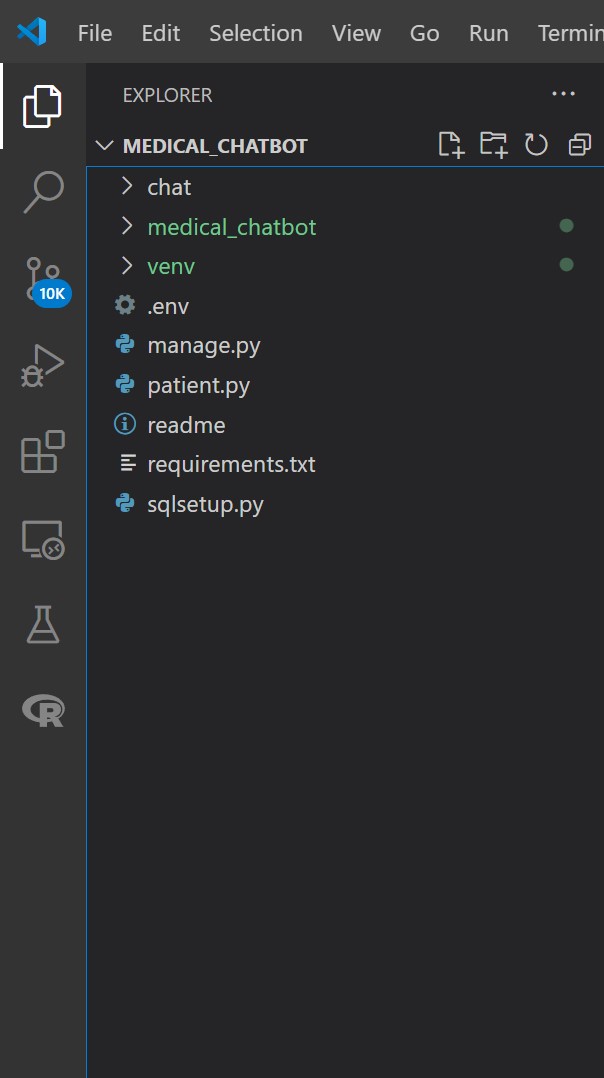 File Edit Selection View Go Run Termin
EXPLORER
MEDICAL_CHATBOT
chat
medical_chatbot
venv
.env
10K
manage.py
patient.py
readme
requirements.txt
sqlsetup.py
R